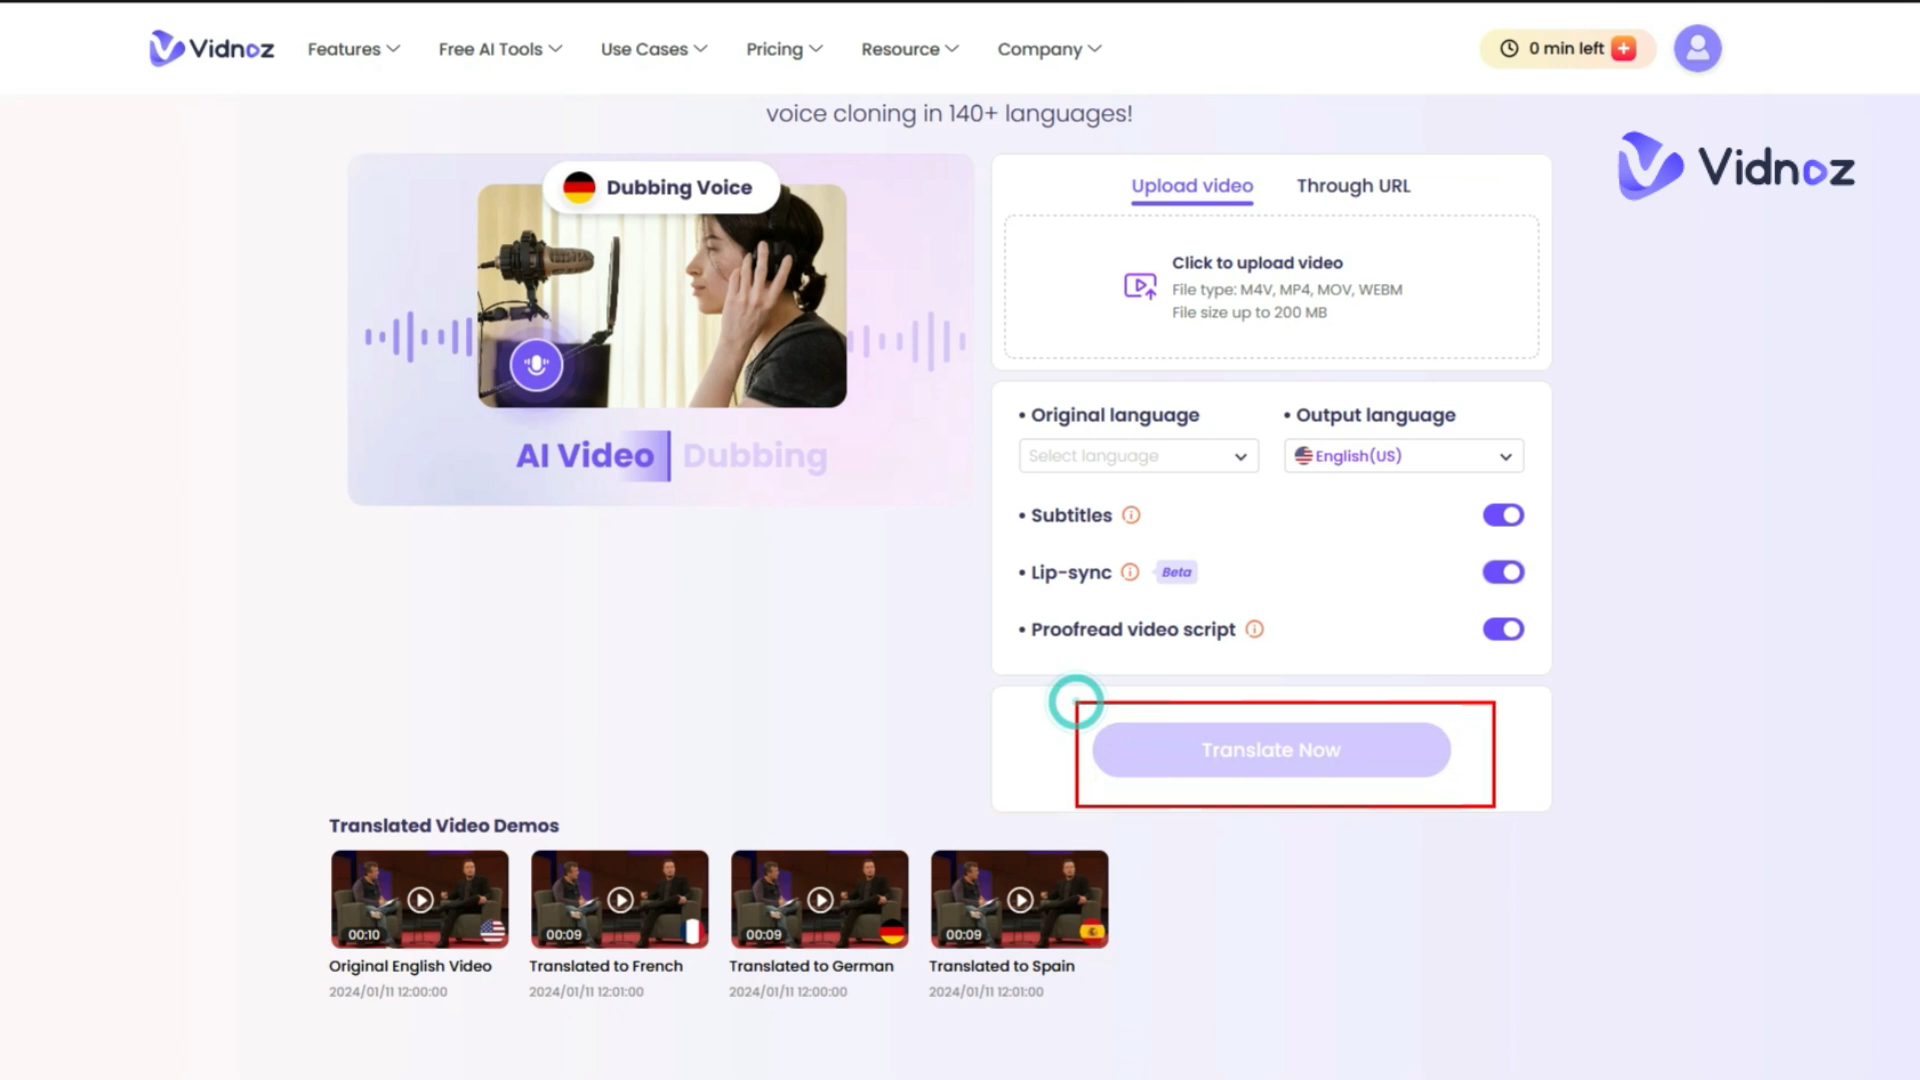 Vidnoz Features Free AI Tools Use Cases Pricing Resource Company 0 min left
voice cloning in 140+ languages!
Vidnoz
Dubbing Voice
AI Video Dubbing
Upload video Through URL
Click to upload video
File type: M4V, MP4, MOV, WEBM
File size up to 200 MB
• Original language • Output language
Select language English(US)
• Subtitles
• Lip-sync Beta
• Proofread video script
Translate Now
Translated Video Demos
00:10 00:09 00:09 00:09
Original English Video Translated to French Translated to German Translated to Spain
2024/01/11 12:00:00 2024/01/11 12:01:00 2024/01/11 12:00:00 2024/01/11 12:01:00